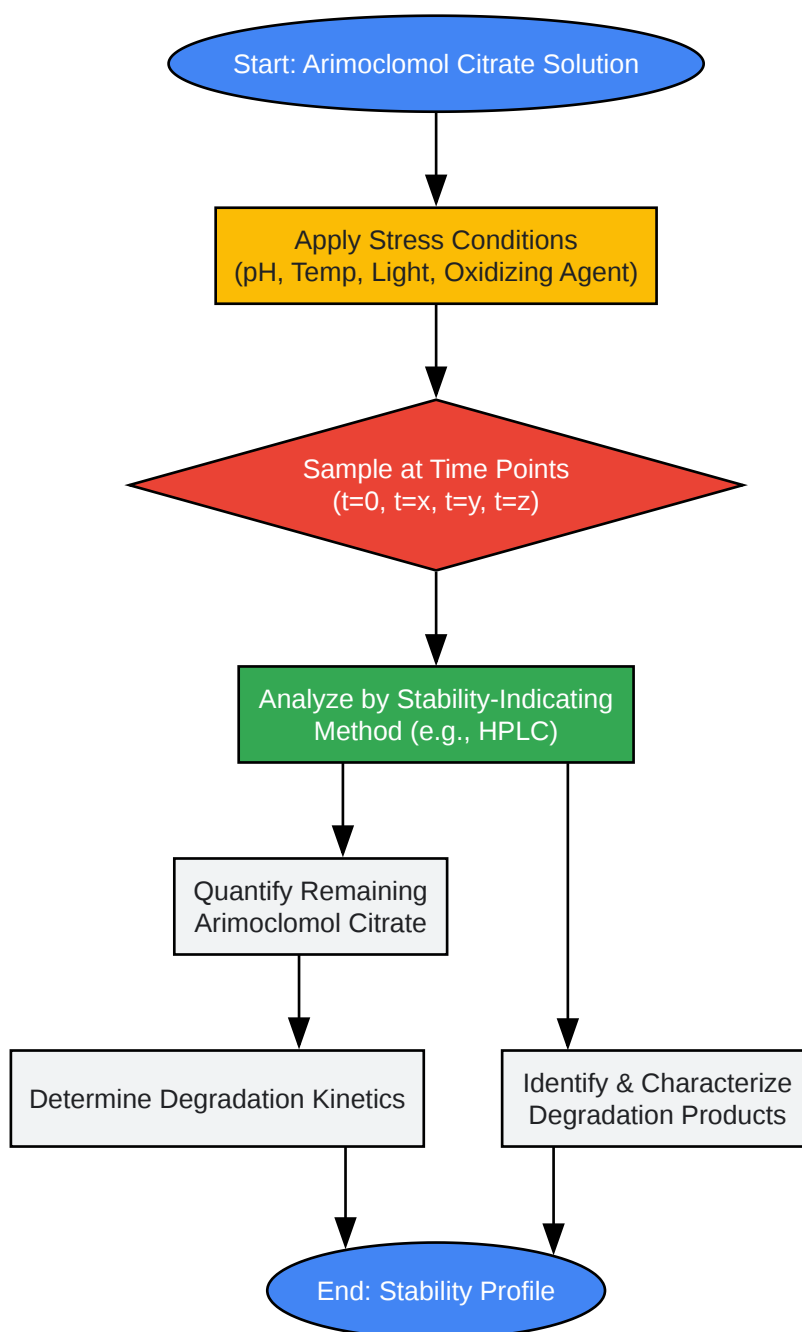 Start: Arimoclomol Citrate Solution
Apply Stress Conditions
(pH, Temp, Light, Oxidizing Agent)
Sample at Time Points
(t=0, t=x, t=y, t=z)
Analyze by Stability-Indicating
Method (e.g., HPLC)
Quantify Remaining
Arimoclomol Citrate
Determine Degradation Kinetics
Identify & Characterize
Degradation Products
End: Stability Profile